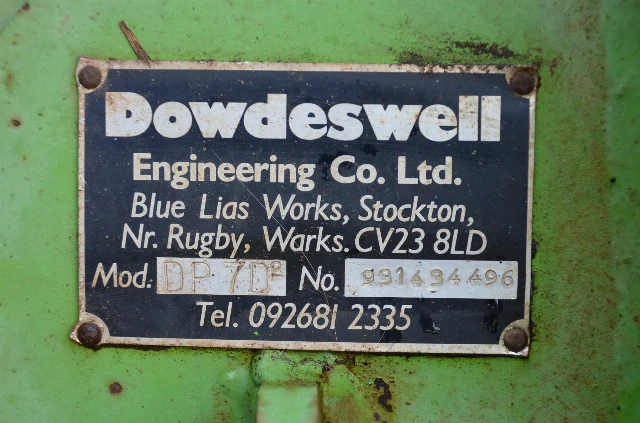 Dowdeswell
Engineering Co. Ltd.
Blue Lias Works, Stockton,
Nr. Rugby, Warks. CV23 8LD
Mod. DP 7D² No. 991494496
Tel. 092681 2335